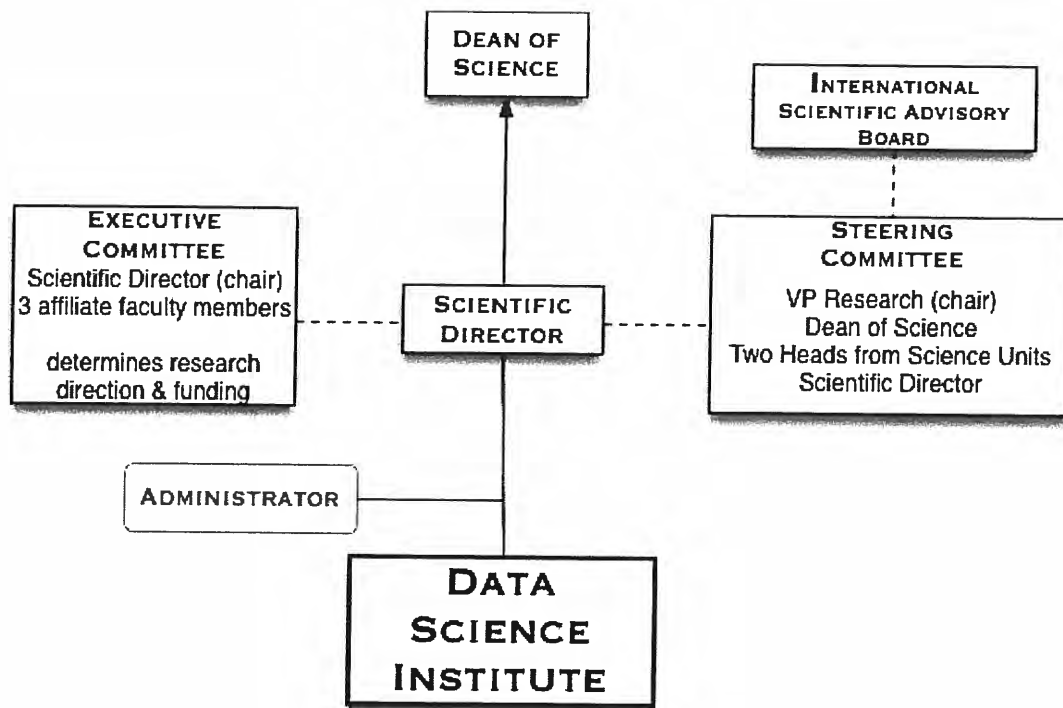 DEAN OF
SCIENCE
INTERNATIONAL
SCIENTIFIC ADVISORY
BOARD
EXECUTIVE
COMMITTEE
Scientific Director (chair)
3 affiliate faculty members
determines research
direction & funding
SCIENTIFIC
DIRECTOR
STEERING
COMMITTEE
VP Research (chair)
Dean of Science
Two Heads from Science Units
Scientific Director
ADMINISTRATOR
DATA
SCIENCE
INSTITUTE